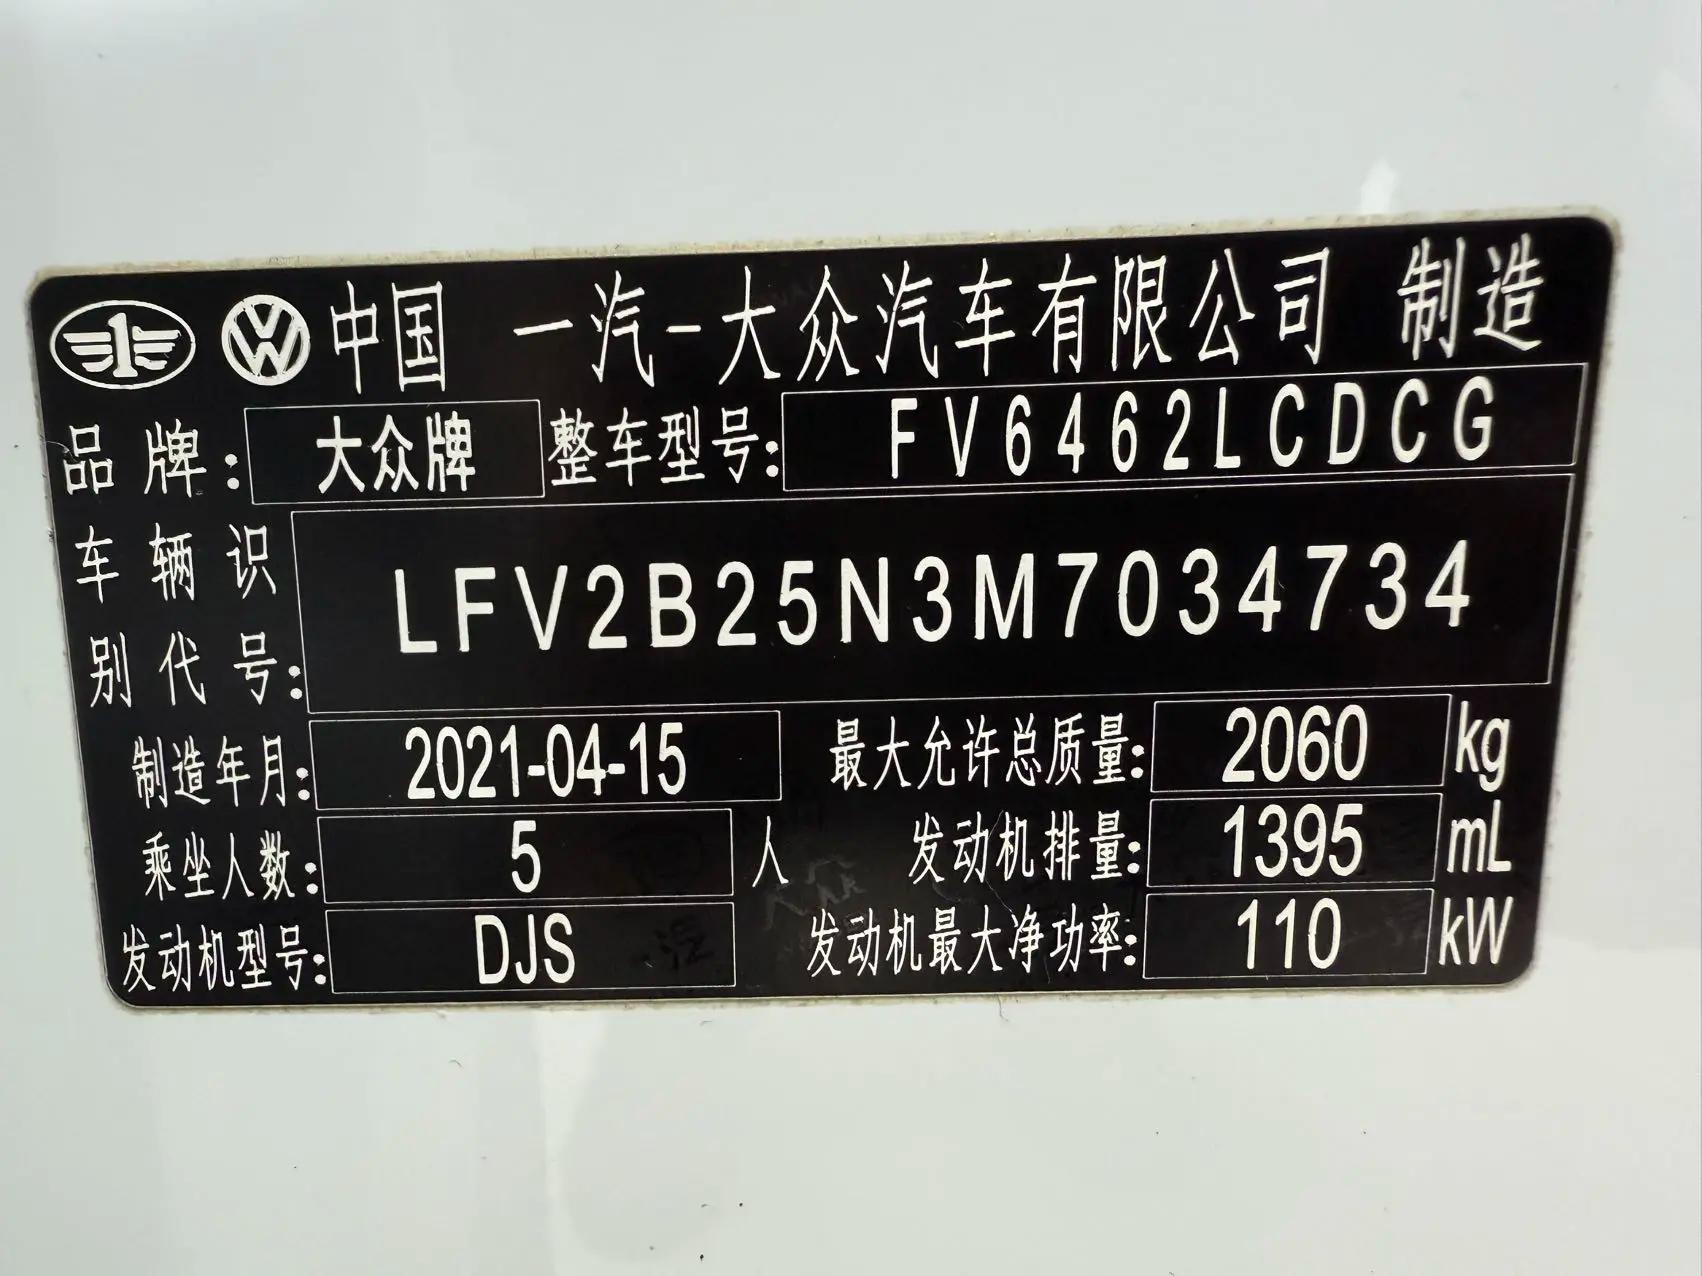 中国 一汽-大众汽车有限公司 制造
品牌: 大众牌 整车型号: FV6462LCDCG
车辆识别代号: LFV2B25N3M7034734
制造年月: 2021-04-15 最大允许总质量: 2060 kg
乘坐人数: 5 人 发动机排量: 1395 mL
发动机型号: DJS 发动机最大净功率: 110 kW